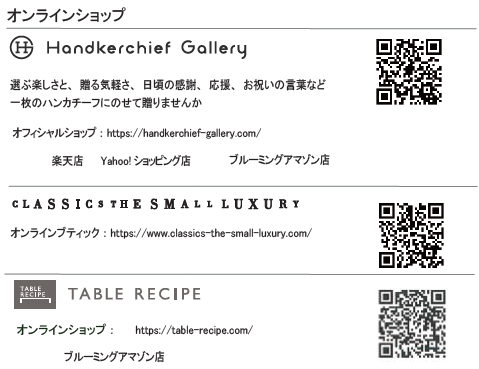 オンラインショップ
H Handkerchief Gallery
選ぶ楽しさと、贈る気軽さ、日頃の感謝、応援、お祝いの言葉など
一枚のハンカチーフにのせて贈りませんか
オフィシャルショップ：https://handkerchief-gallery.com/
楽天店 Yahoo!ショッピング店 ブルーミングアマゾン店
CLASSICS THE SMALL LUXURY
オンラインブティック：https://www.classics-the-small-luxury.com/
TABLE RECIPE TABLE RECIPE
オンラインショップ： https://table-recipe.com/
ブルーミングアマゾン店